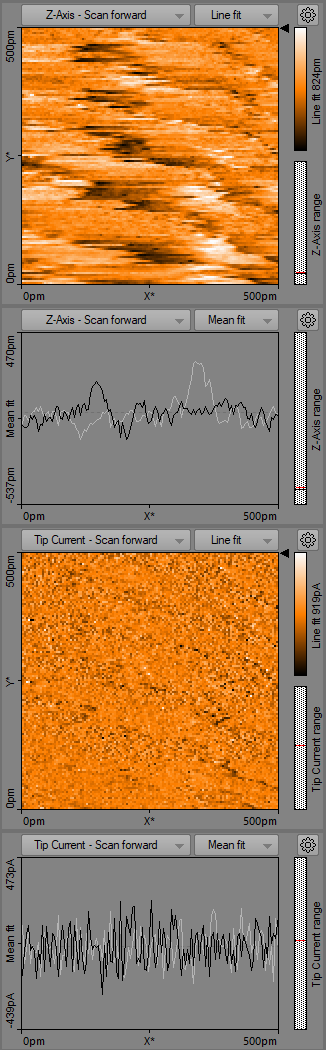 Z-Axis - Scan forward Line fit
500pm
Y*
0pm
0pm X* 500pm
Line fit 824pm
Z-Axis range
Z-Axis - Scan forward Mean fit
470pm
Mean fit
-537pm
0pm X* 500pm
Z-Axis range
Tip Current - Scan forward Line fit
500pm
Y*
0pm
0pm X* 500pm
Line fit 919pA
Tip Current range
Tip Current - Scan forward Mean fit
473pA
Mean fit
-439pA
0pm X* 500pm
Tip Current range